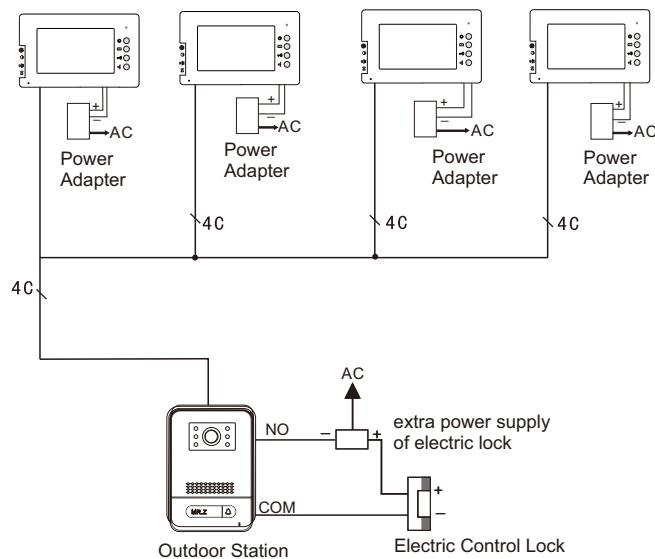 +
−
AC
Power
Adapter
+
−
AC
Power
Adapter
+
−
AC
Power
Adapter
+
−
AC
Power
Adapter
4C
4C
4C
4C
AC
NO
−
+
extra power supply
of electric lock
MR.Z
COM
+
−
Outdoor Station
Electric Control Lock